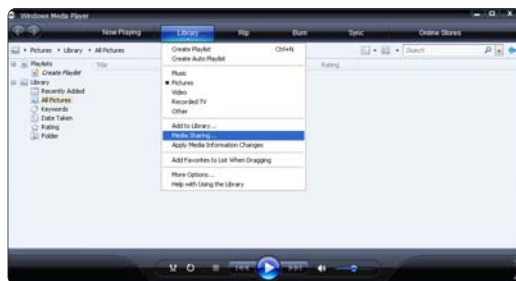 Windows Media Player
Now Playing Library Rip Burn Sync Online Stores
Pictures Library All Pictures Search
Playlists
Create Playlist
Library
Recently Added
All Pictures
Keywords
Date Taken
Rating
Folder
Title Rating
Create Playlist Ctrl+N
Create Auto Playlist
Music
Pictures
Video
Recorded TV
Other
Add to Library...
Media Sharing...
Apply Media Information Changes
Add Favorites to List When Dragging
More Options...
Help with Using the Library